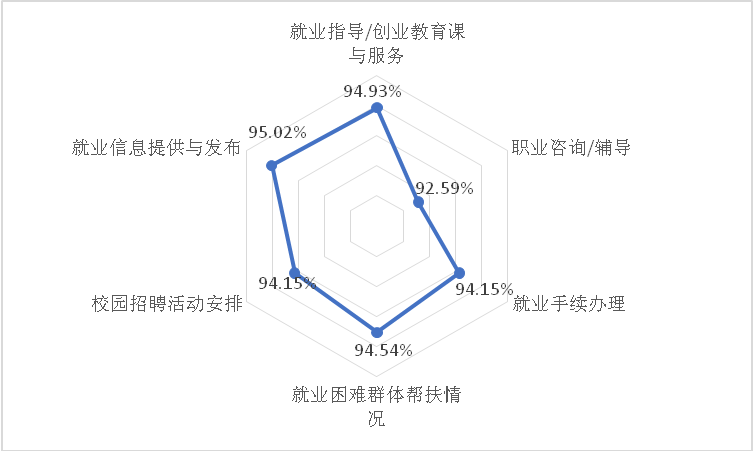 就业指导/创业教育课
与服务
94.93%
95.02%
就业信息提供与发布
职业咨询/辅导
92.59%
94.15%
校园招聘活动安排
94.15%
就业手续办理
94.54%
就业困难群体帮扶情
况